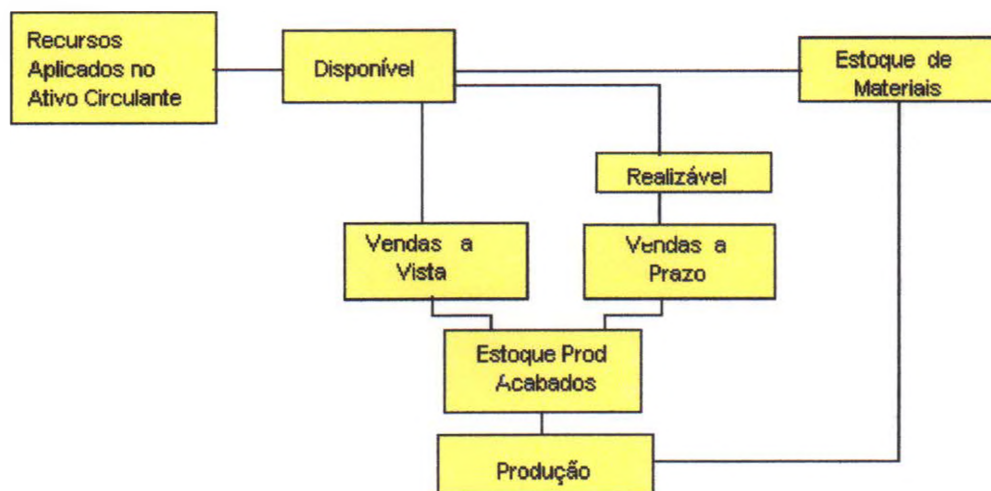 Recursos
Aplicados no
Ativo Circulante
Disponível
Estoque de
Materiais
Realizável
Vendas a
Vista
Vendas a
Prazo
Estoque Prod
Acabados
Produção